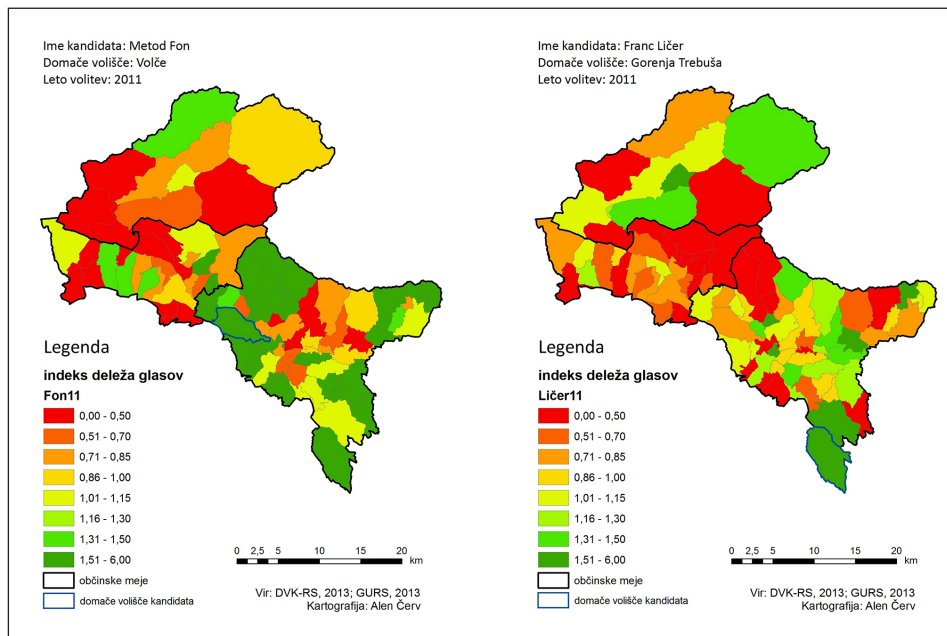 Ime kandidata: Metod Fon
Domače volišče: Volče
Leto volitev: 2011
Legenda
indeks deleža glasov
Fon11
0,00 - 0,50
0,51 - 0,70
0,71 - 0,85
0,86 - 1,00
1,01 - 1,15
1,16 - 1,30
1,31 - 1,50
1,51 - 6,00
občinske meje
domače volišče kandidata
0 2,5 5 10 15 20
km
Vir: DVK-RS, 2013; GURS, 2013
Kartografija: Alen Červ
Ime kandidata: Franc Ličer
Domače volišče: Gorenja Trebuša
Leto volitev: 2011
Legenda
indeks deleža glasov
Ličer11
0,00 - 0,50
0,51 - 0,70
0,71 - 0,85
0,86 - 1,00
1,01 - 1,15
1,16 - 1,30
1,31 - 1,50
1,51 - 6,00
občinske meje
domače volišče kandidata
0 2,5 5 10 15 20
km
Vir: DVK-RS, 2013; GURS, 2013
Kartografija: Alen Červ